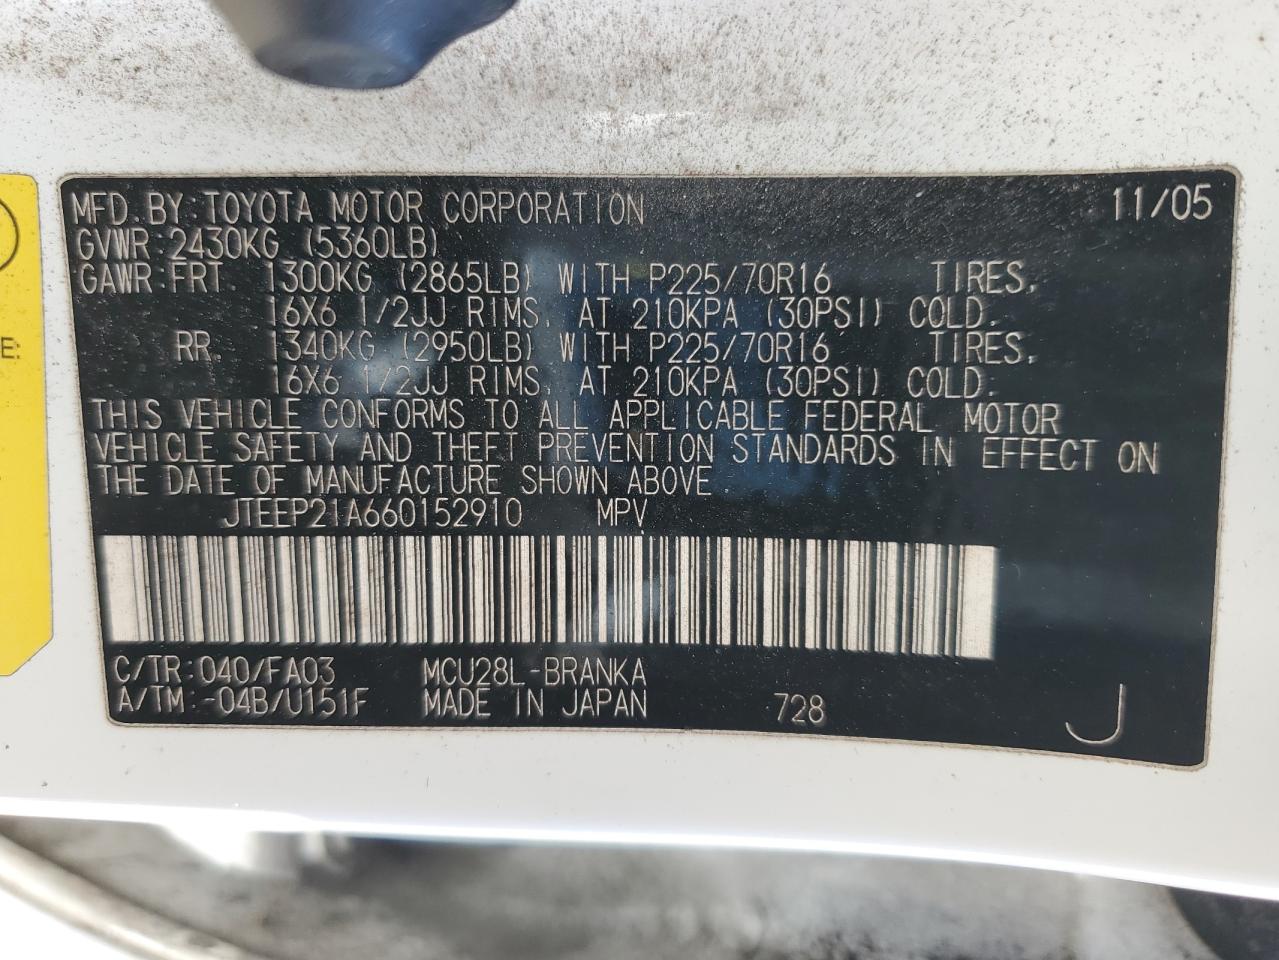 MFD. BY: TOYOTA MOTOR CORPORATION 11/05
GVWR: 2430KG (5360LB)
GAWR: FRT. 1300KG (2865LB) WITH P225/70R16 TIRES,
16X6 1/2JJ RIMS, AT 210KPA (30PSI) COLD.
RR. 1340KG (2950LB) WITH P225/70R16 TIRES,
16X6 1/2JJ RIMS, AT 210KPA (30PSI) COLD.
THIS VEHICLE CONFORMS TO ALL APPLICABLE FEDERAL MOTOR
VEHICLE SAFETY AND THEFT PREVENTION STANDARDS IN EFFECT ON
THE DATE OF MANUFACTURE SHOWN ABOVE
JTEEP21A660152910 MPV
C/TR: 040/FA03 MCU28L-BRANKA
A/TM: -04B/U151F MADE IN JAPAN 728 J
E: